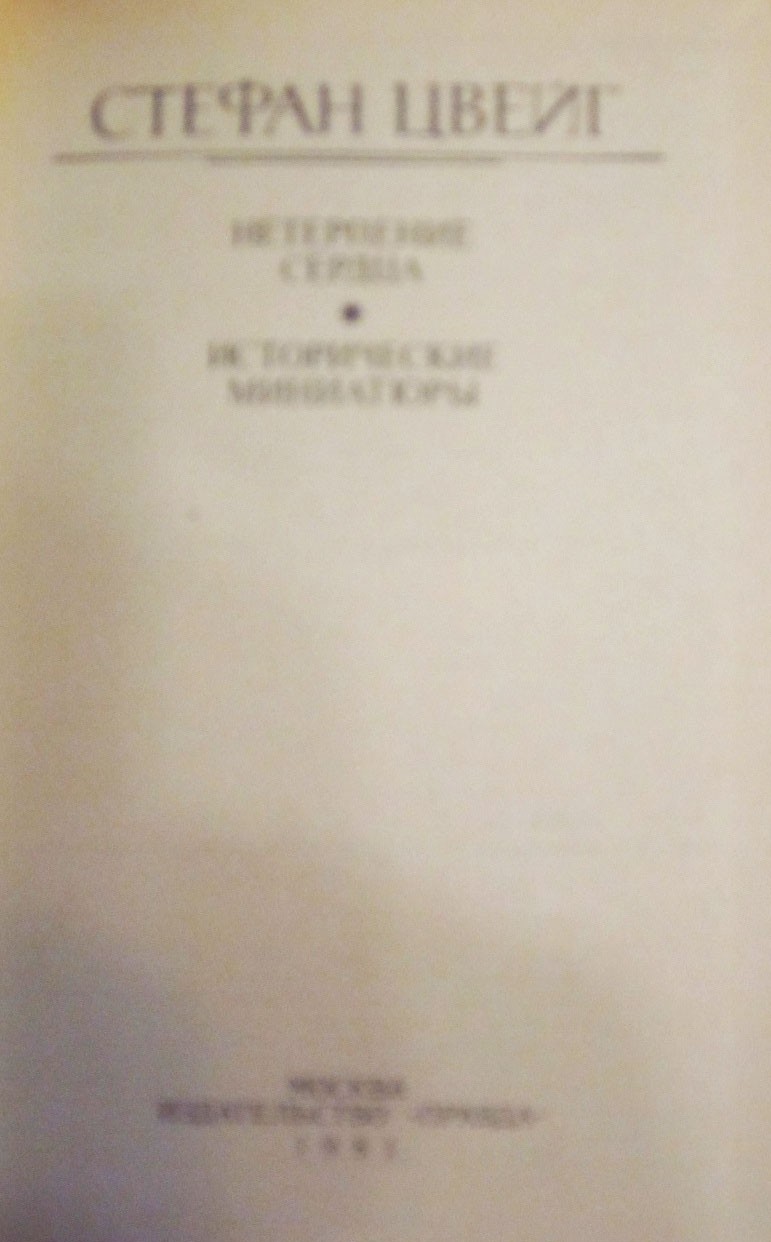 СТЕФАН ЦВЕЙГ
НЕТЕРПЕНИЕ
СЕРДЦА
ИСТОРИЧЕСКИЕ
МИНИАТЮРЫ
МОСКВА
ИЗДАТЕЛЬСТВО «ПРАВДА»